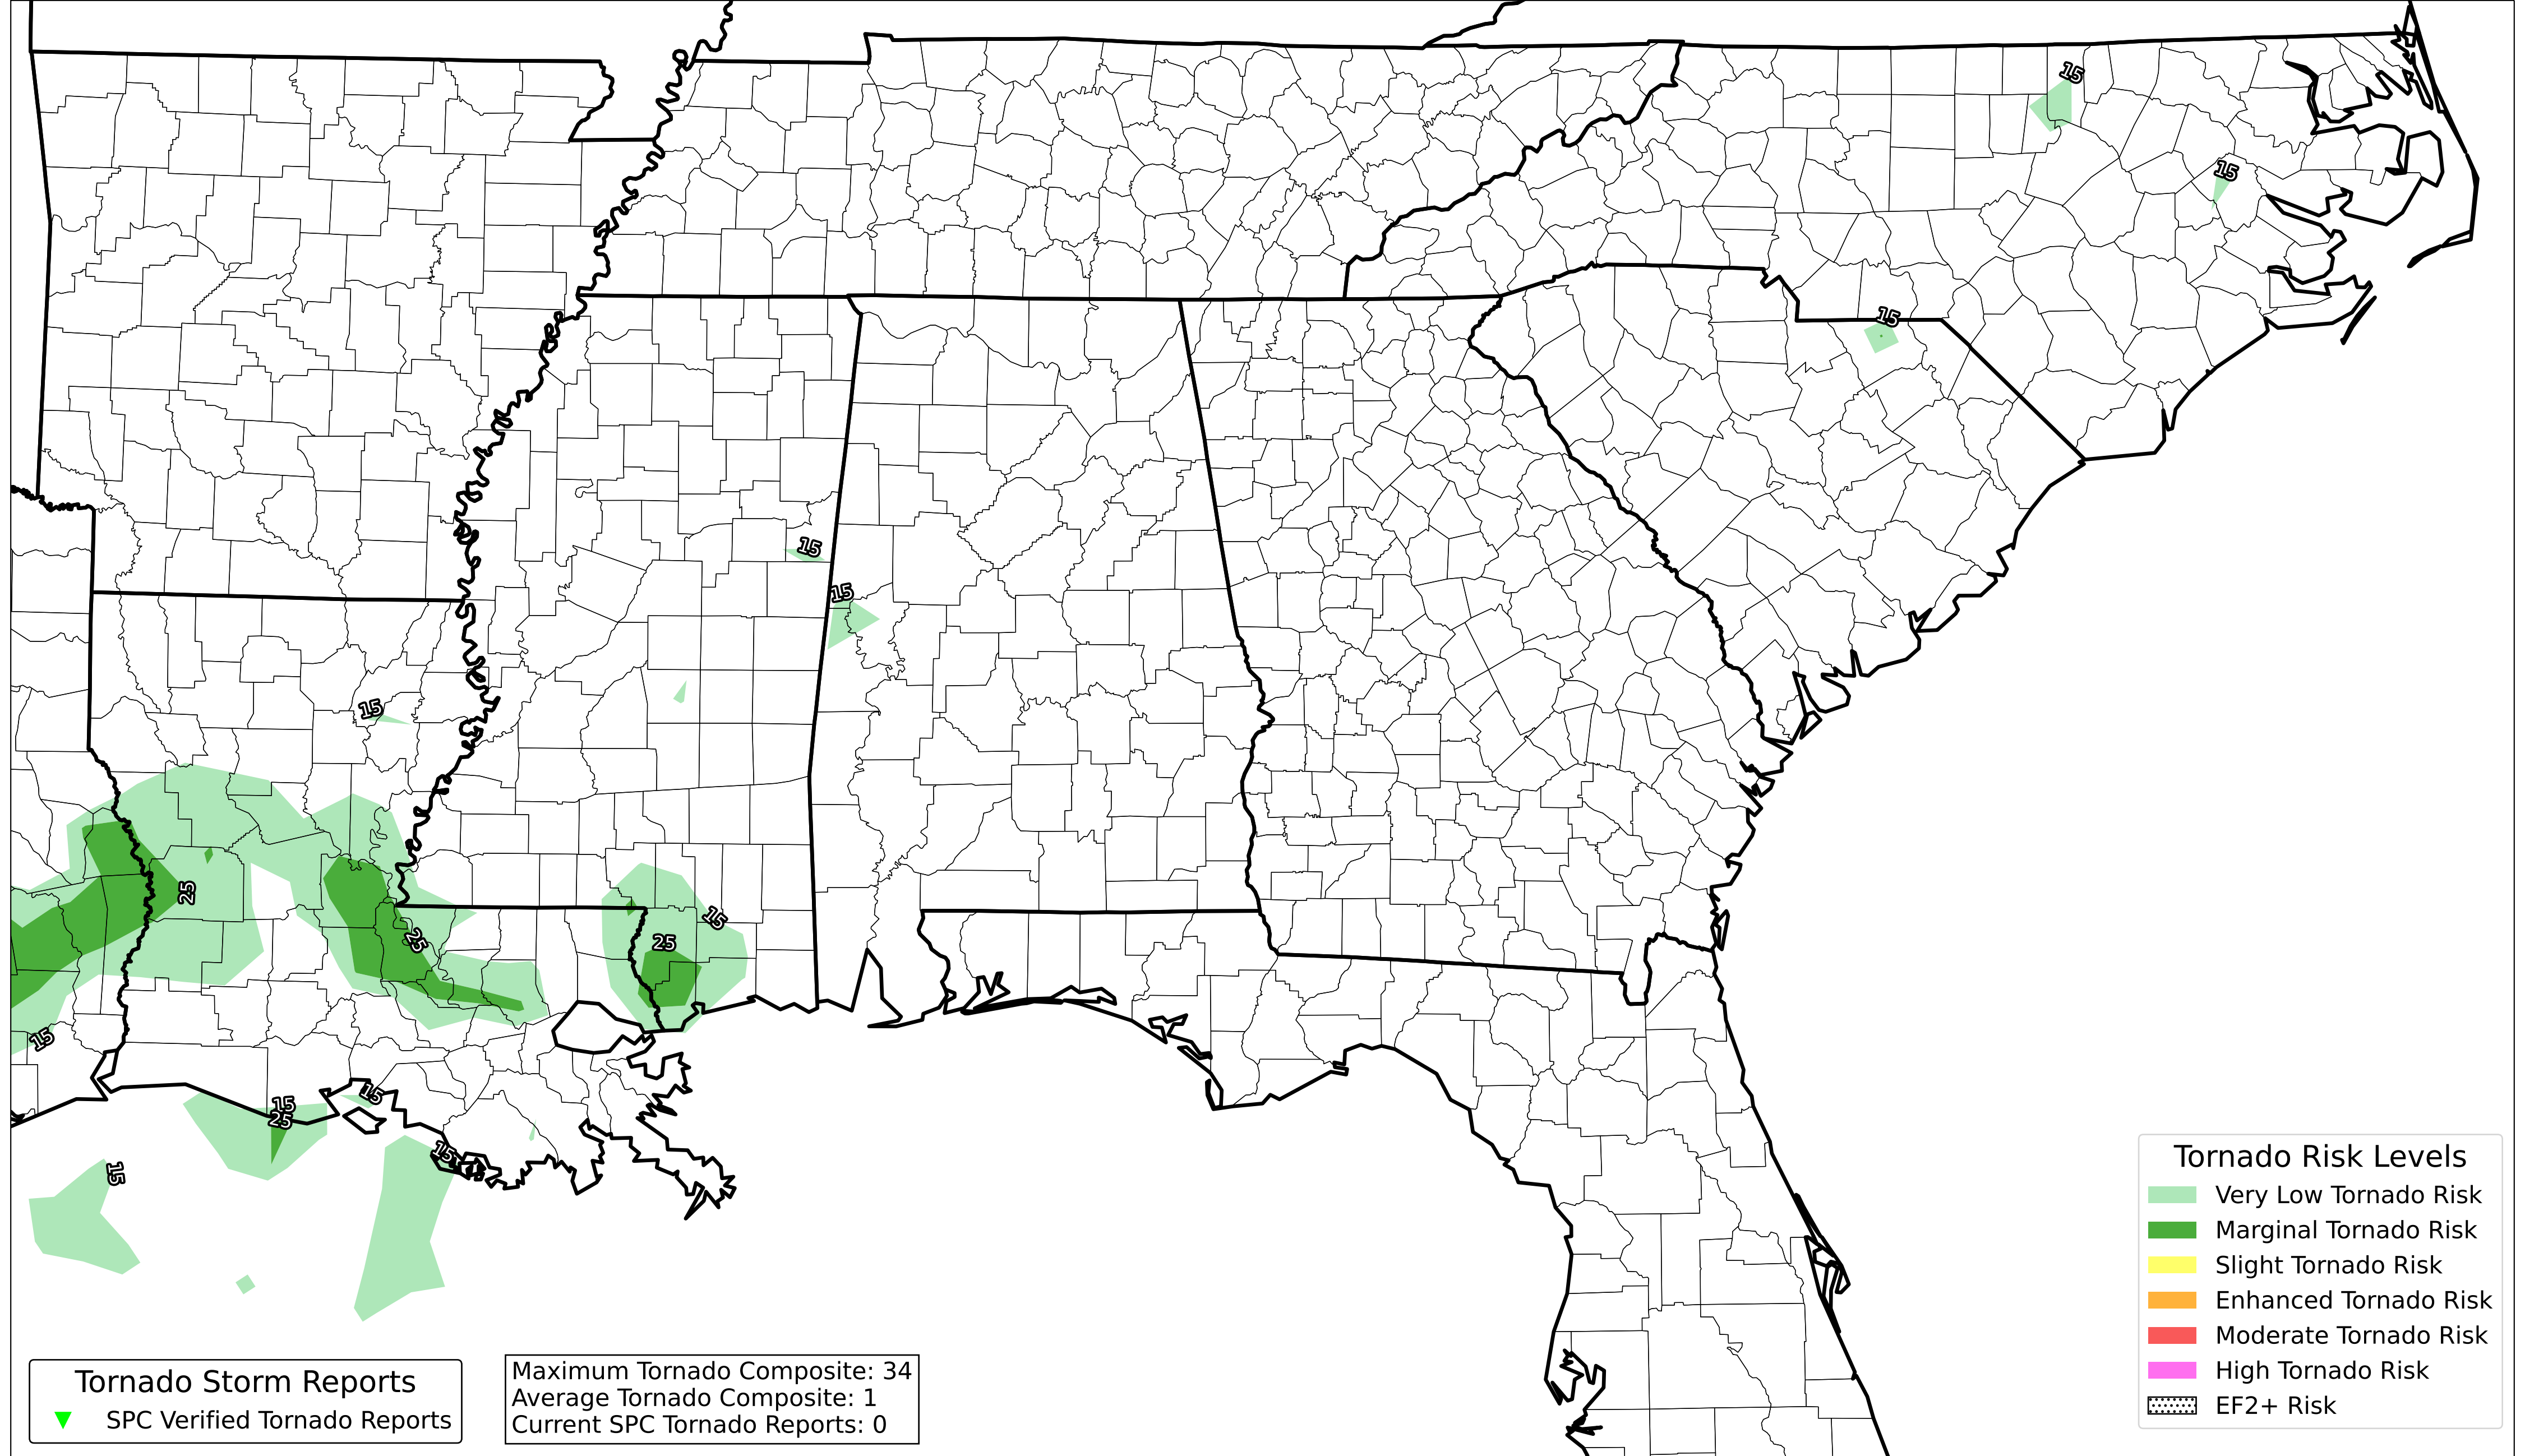 15
15
15
15
15
15
25
15
25
25
15
15
15
25
15
15
Tornado Risk Levels
Very Low Tornado Risk
Marginal Tornado Risk
Slight Tornado Risk
Enhanced Tornado Risk
Moderate Tornado Risk
High Tornado Risk
EF2+ Risk
Tornado Storm Reports
SPC Verified Tornado Reports
Maximum Tornado Composite: 34
Average Tornado Composite: 1
Current SPC Tornado Reports: 0